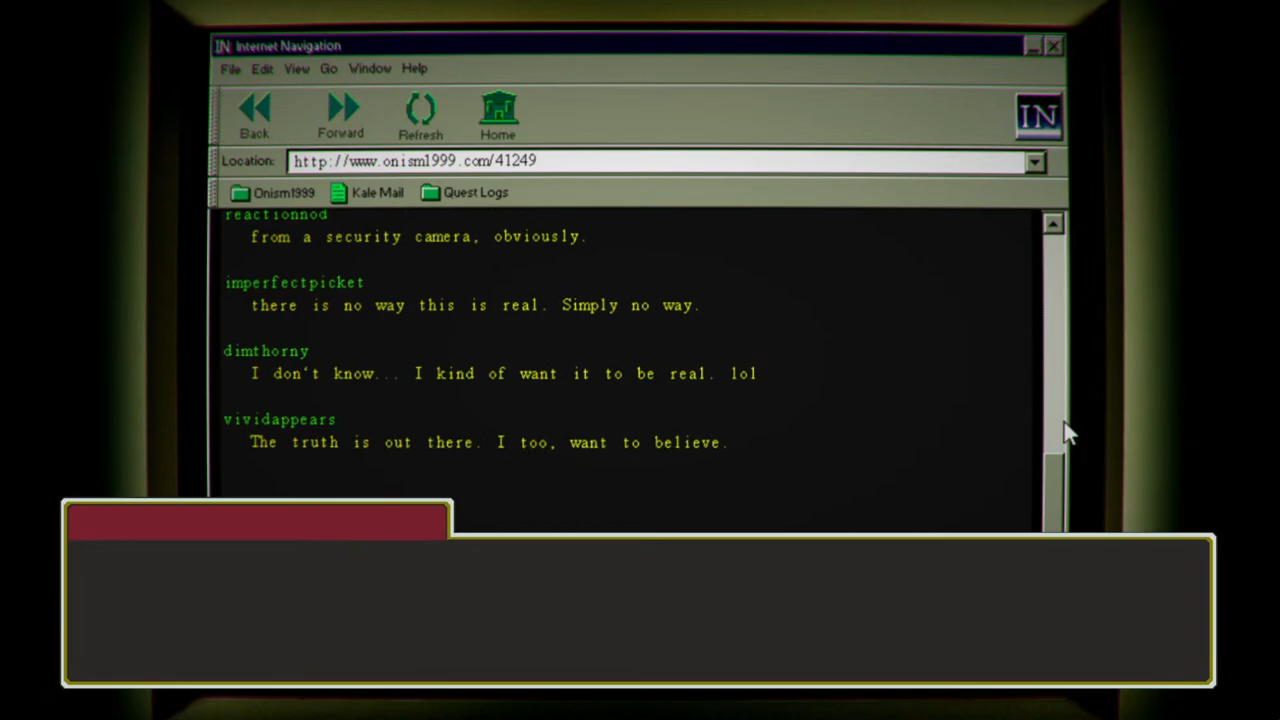 IN Internet Navigation
File Edit View Go Window Help
Back Forward Refresh Home
IN
Location: http://www.onism1999.com/41249
Onism1999 Kale Mail Quest Logs
reactionnod
from a security camera, obviously.
imperfectpicket
there is no way this is real. Simply no way.
dimthorny
I don't know... I kind of want it to be real. lol
vividappears
The truth is out there. I too, want to believe.